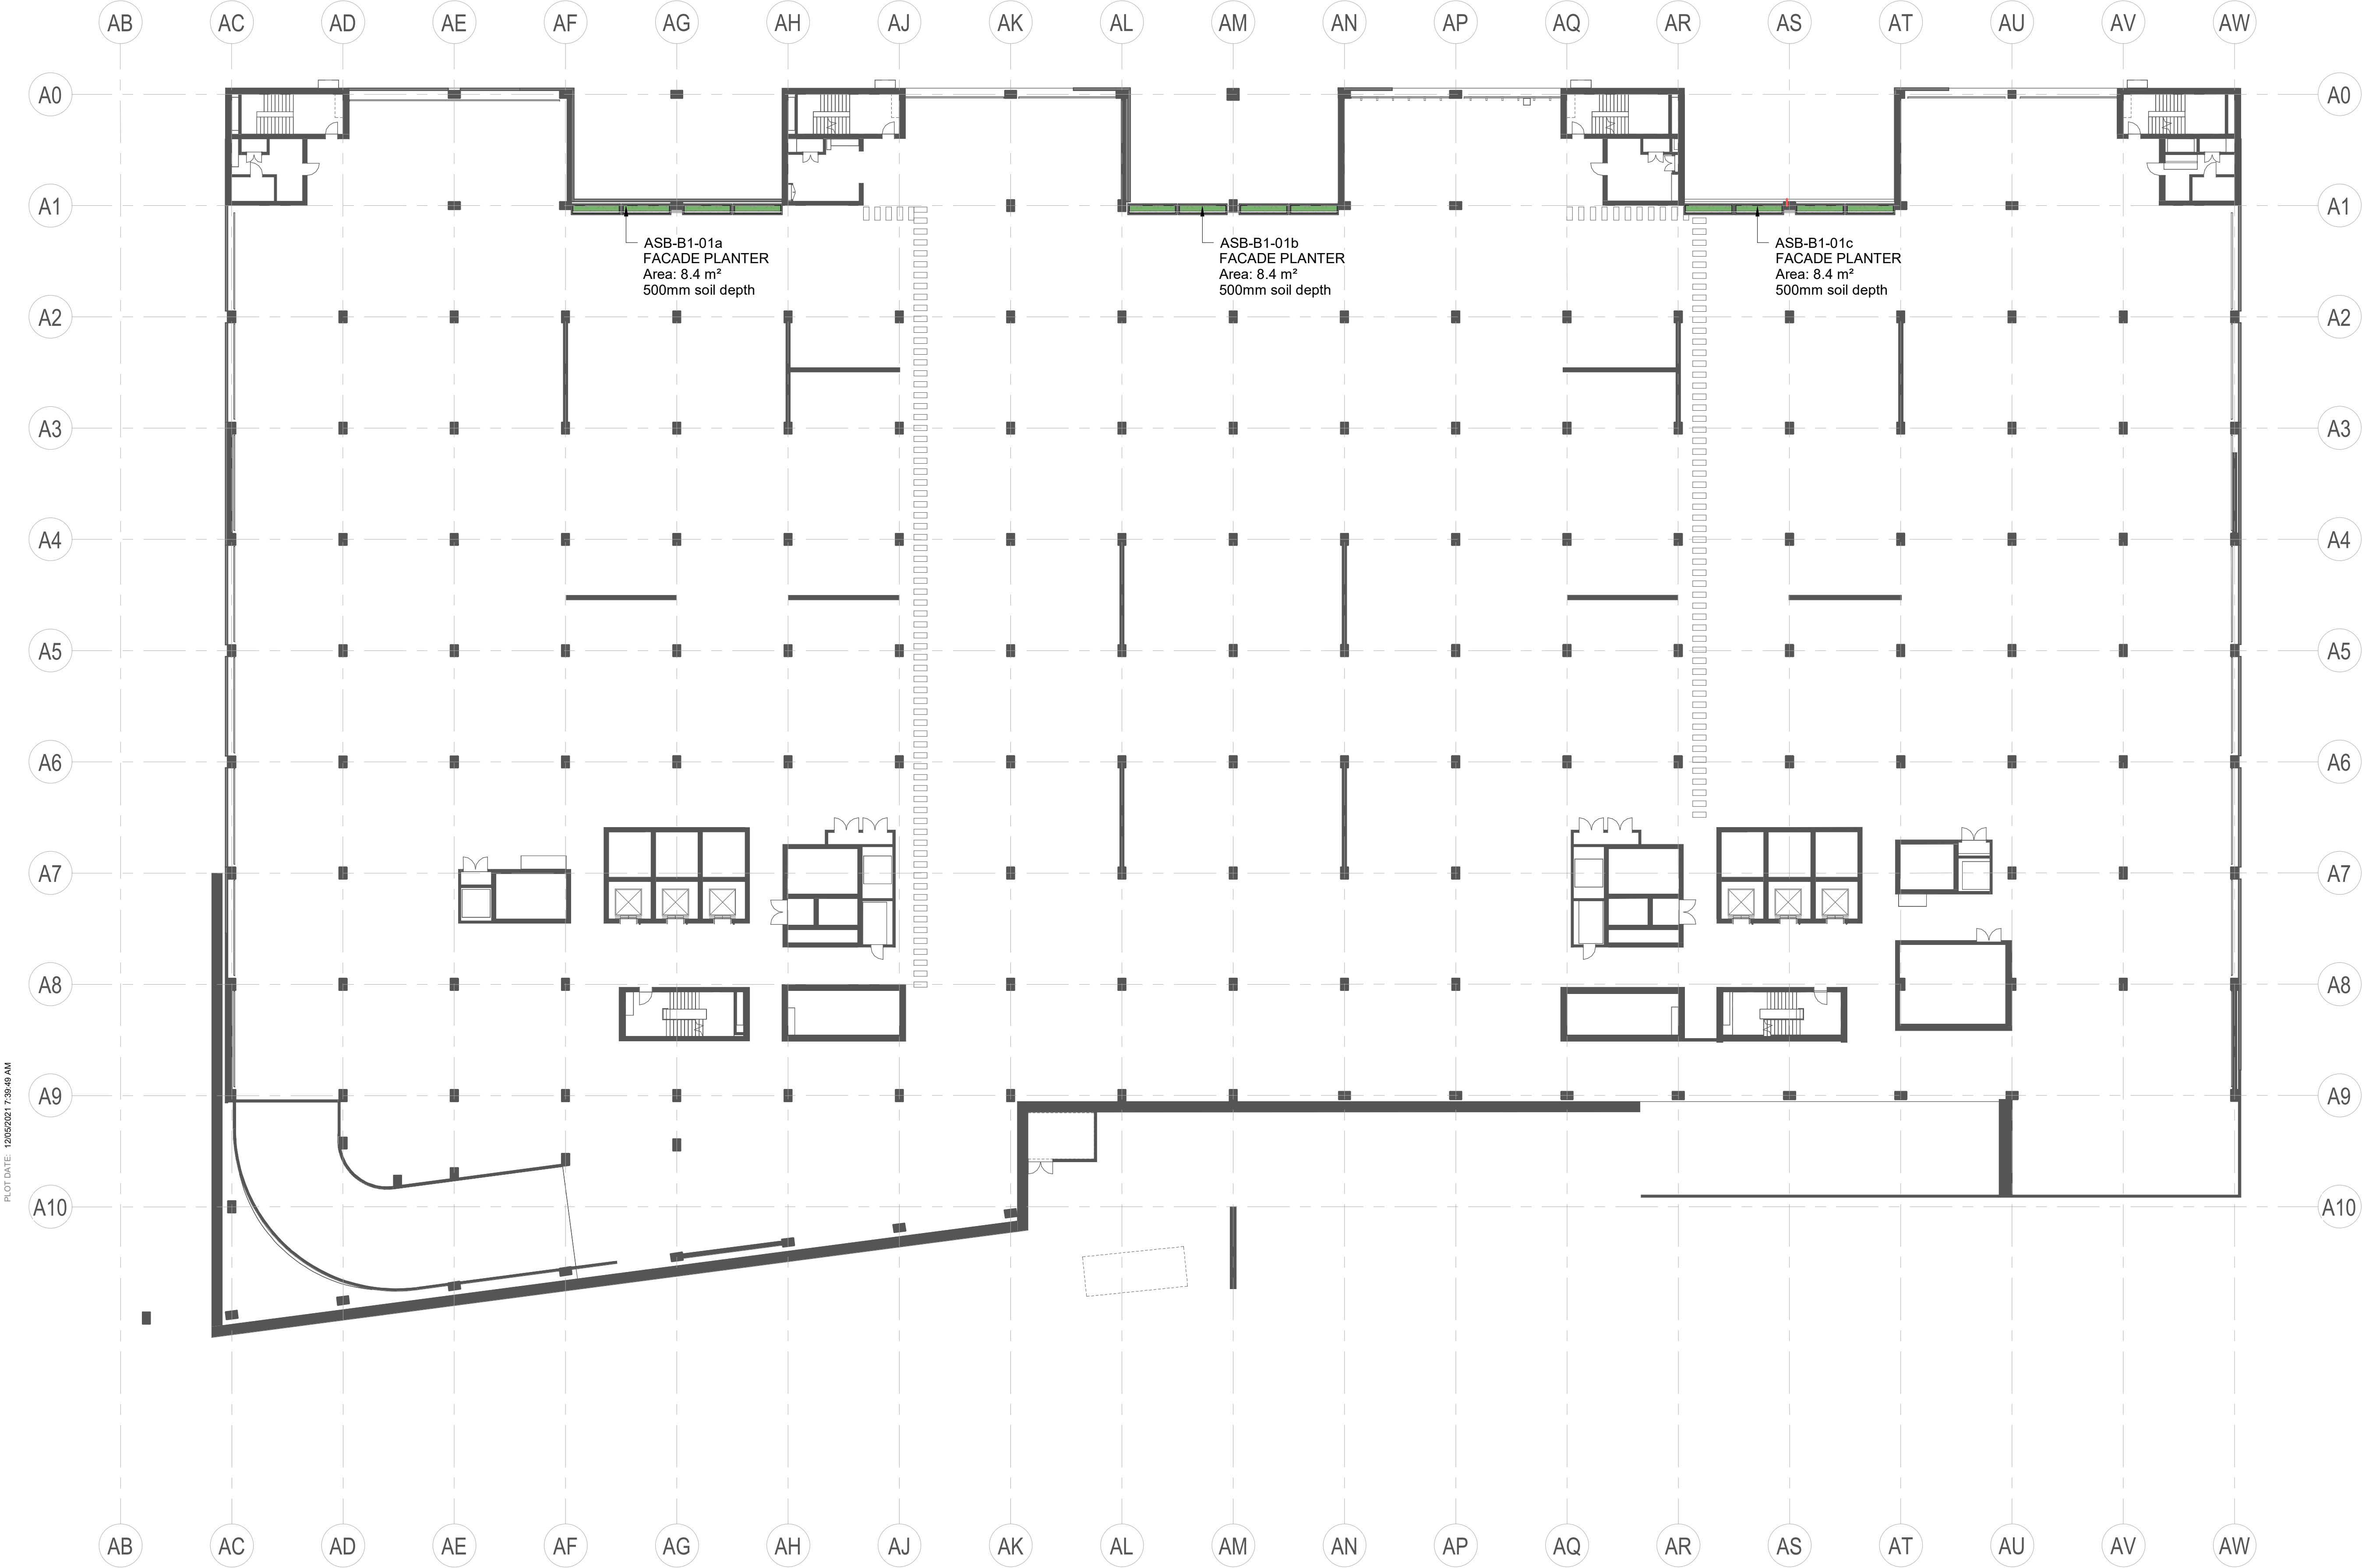 AB AC AD AE AF AG AH AJ AK AL AM AN AP AQ AR AS AT AU AV AW
A0 A0
A1 A1
ASB-B1-01a
FACADE PLANTER
Area: 8.4 m²
500mm soil depth
ASB-B1-01b
FACADE PLANTER
Area: 8.4 m²
500mm soil depth
ASB-B1-01c
FACADE PLANTER
Area: 8.4 m²
500mm soil depth
A2 A2
A3 A3
A4 A4
A5 A5
A6 A6
A7 A7
A8 A8
A9 A9
A10 A10
PLOT DATE: 12/05/2021 7:39:49 AM
AB AC AD AE AF AG AH AJ AK AL AM AN AP AQ AR AS AT AU AV AW